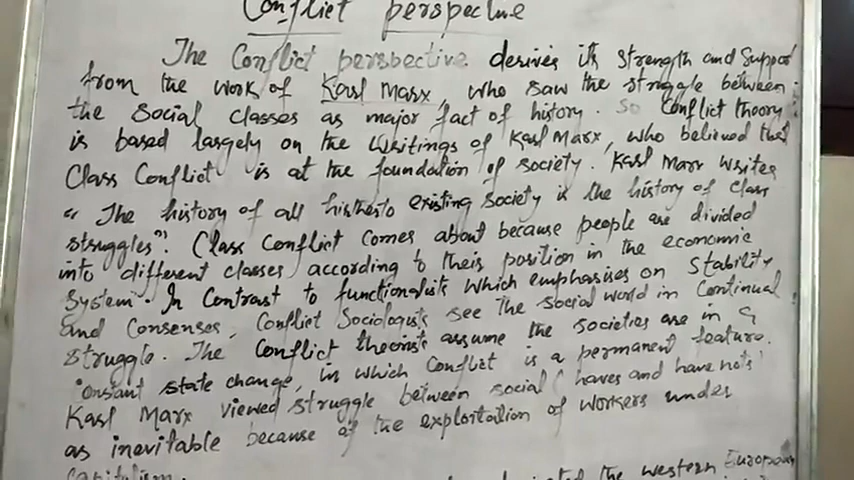 Conflict perspective
The Conflict perspective derives its strength and Support
from the work of Karl Marx, who saw the struggle between
the social classes as major fact of history. So Conflict theory
is based largely on the writings of Karl Marx, who believed that
Class Conflict is at the foundation of society. Karl Marx writes
" The history of all hitherto existing society is the history of class
struggles". Class Conflict comes about because people are divided
into different classes according to their position in the economic
system. In Contrast to functionalists which emphasises on Stability
and Consenses, Conflict Sociologists see the social world in Continual
struggle. The Conflict theorists assume the societies are in a
Constant state change, in which Conflict is a permanent feature.
Karl Marx viewed struggle between social (haves and have nots
as inevitable because of the exploitation of workers under
Capitalism.
the western European